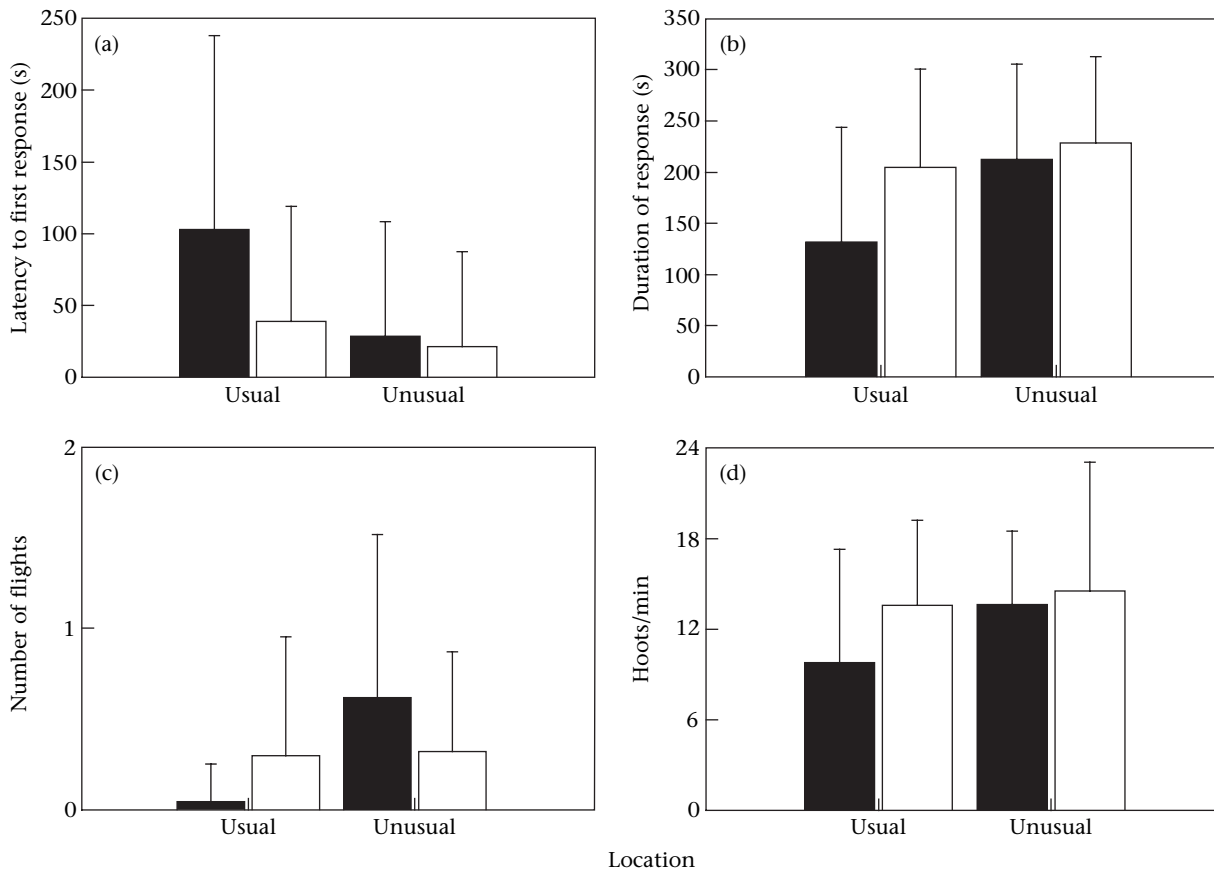 (a)
Latency to first response (s)
250
200
150
100
50
0
Usual Unusual
(b)
Duration of response (s)
350
300
250
200
150
100
50
0
Usual Unusual
(c)
Number of flights
2
1
0
Usual Unusual
(d)
Hoots/min
24
18
12
6
0
Usual Unusual
Location